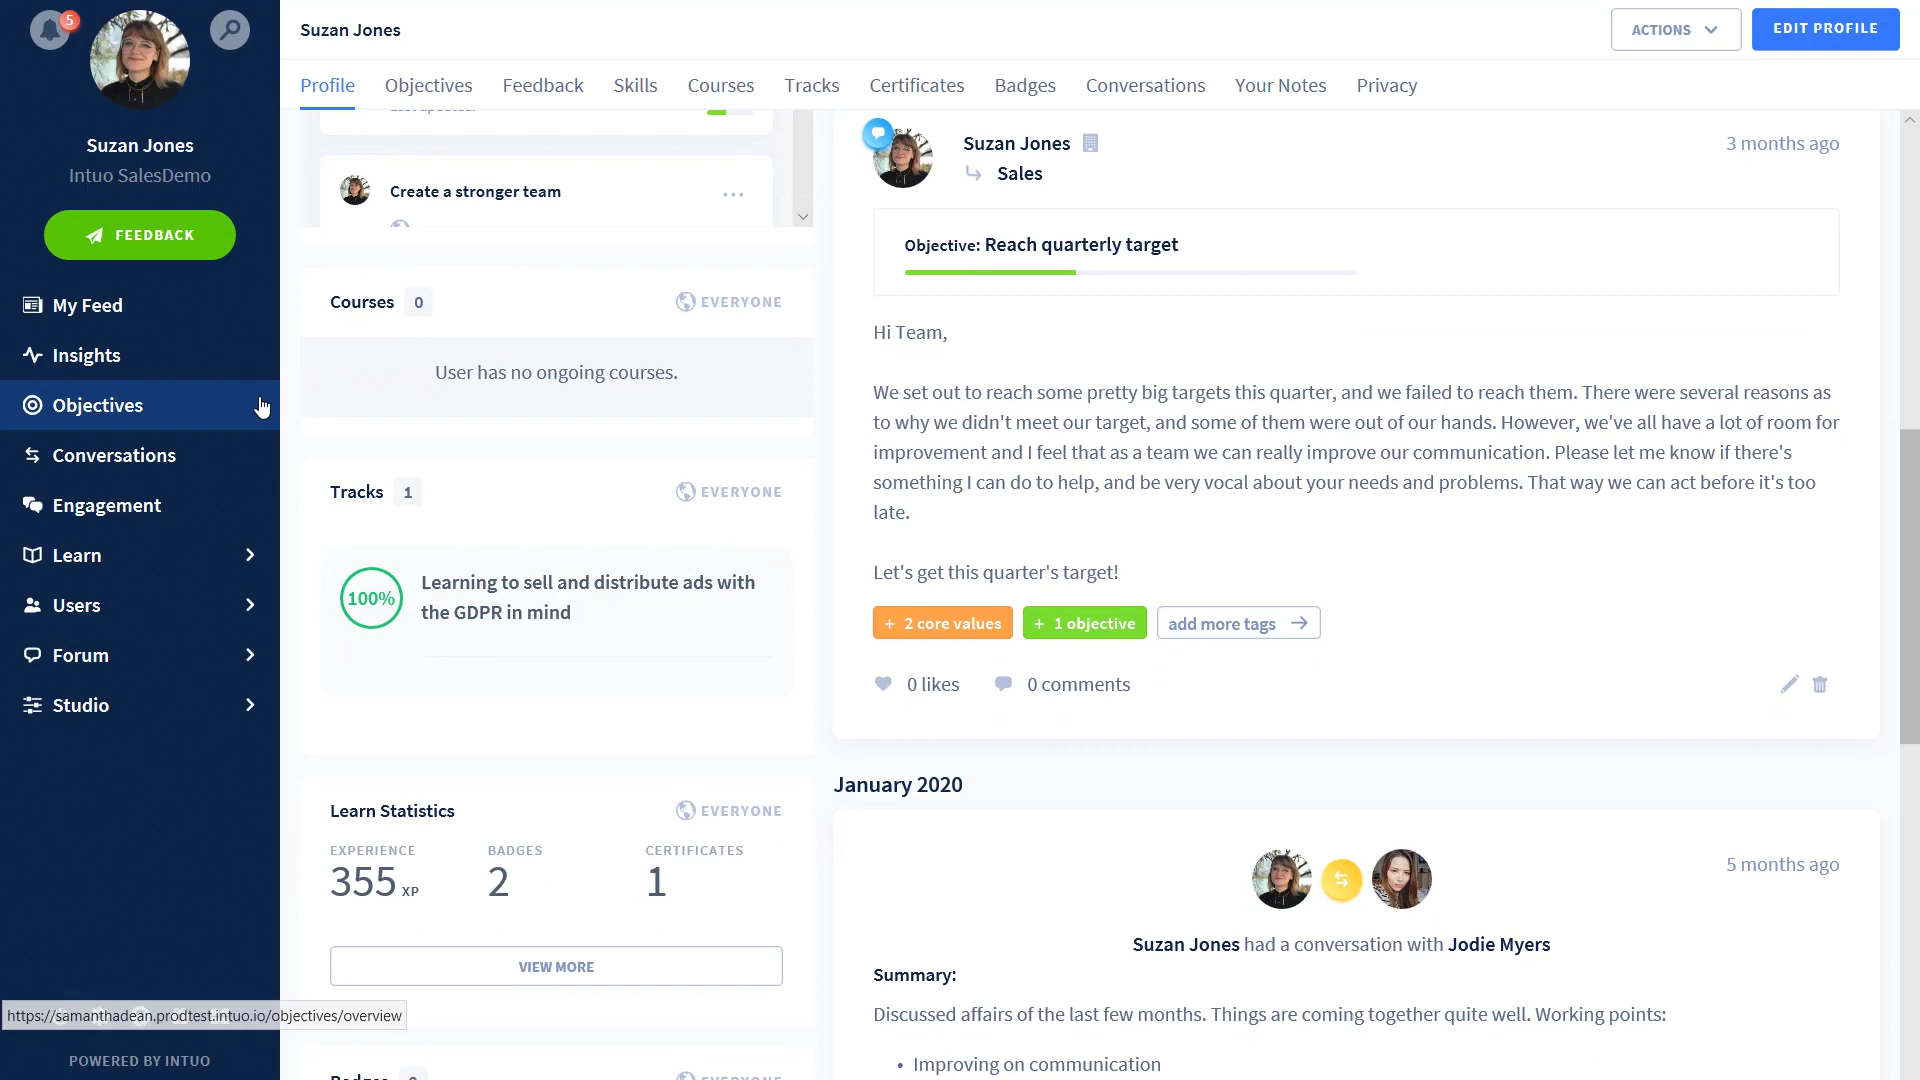 5
Suzan Jones
Intuo SalesDemo
FEEDBACK
My Feed
Insights
Objectives
Conversations
Engagement
Learn
Users
Forum
Studio
https://samanthadean.prodtest.intuo.io/objectives/overview
POWERED BY INTUO
Suzan Jones
ACTIONS
EDIT PROFILE
Profile
Objectives
Feedback
Skills
Courses
Tracks
Certificates
Badges
Conversations
Your Notes
Privacy
Create a stronger team
Courses 0
EVERYONE
User has no ongoing courses.
Tracks 1
EVERYONE
100%
Learning to sell and distribute ads with
the GDPR in mind
Learn Statistics
EVERYONE
EXPERIENCE
355 XP
BADGES
2
CERTIFICATES
1
VIEW MORE
Suzan Jones
Sales
3 months ago
Objective: Reach quarterly target
Hi Team,
We set out to reach some pretty big targets this quarter, and we failed to reach them. There were several reasons as
to why we didn't meet our target, and some of them were out of our hands. However, we've all have a lot of room for
improvement and I feel that as a team we can really improve our communication. Please let me know if there's
something I can do to help, and be very vocal about your needs and problems. That way we can act before it's too
late.
Let's get this quarter's target!
+ 2 core values
+ 1 objective
add more tags
0 likes
0 comments
January 2020
5 months ago
Suzan Jones had a conversation with Jodie Myers
Summary:
Discussed affairs of the last few months. Things are coming together quite well. Working points:
• Improving on communication